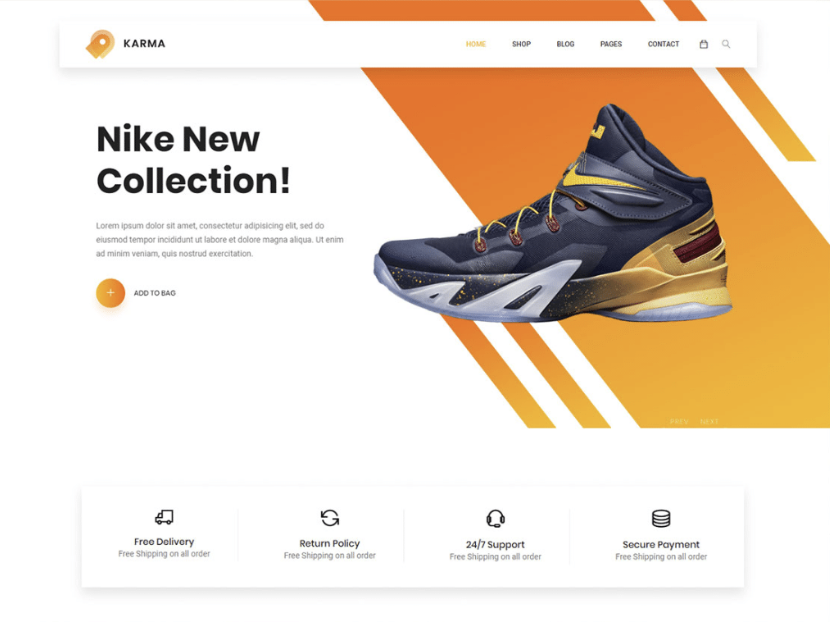 KARMA
HOME SHOP BLOG PAGES CONTACT
Nike New
Collection!
Lorem ipsum dolor sit amet, consectetur adipisicing elit, sed do
eiusmod tempor incididunt ut labore et dolore magna aliqua. Ut enim
ad minim veniam, quis nostrud exercitation.
ADD TO BAG
PREV NEXT
Free Delivery
Free Shipping on all order
Return Policy
Free Shipping on all order
24/7 Support
Free Shipping on all order
Secure Payment
Free Shipping on all order